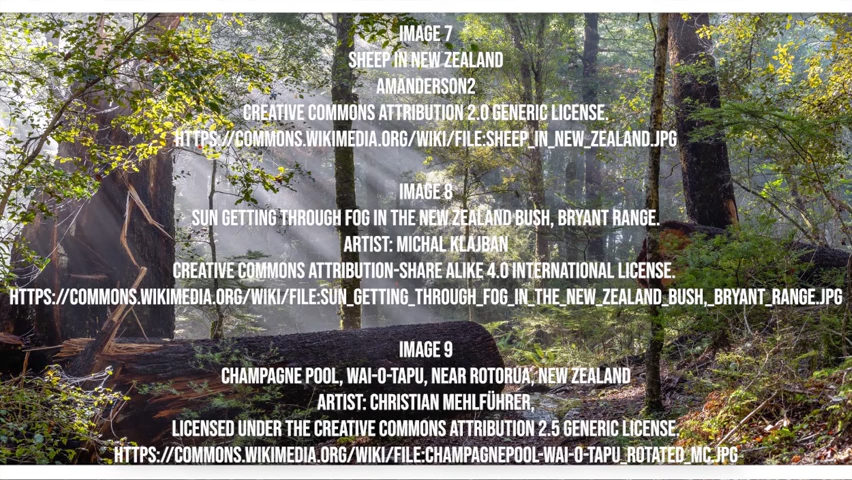 IMAGE 7
SHEEP IN NEW ZEALAND
AMANDERSON2
CREATIVE COMMONS ATTRIBUTION 2.0 GENERIC LICENSE.
HTTPS://COMMONS.WIKIMEDIA.ORG/WIKI/FILE:SHEEP_IN_NEW_ZEALAND.JPG
IMAGE 8
SUN GETTING THROUGH FOG IN THE NEW ZEALAND BUSH, BRYANT RANGE.
ARTIST: MICHAL KLAJBAN
CREATIVE COMMONS ATTRIBUTION-SHARE ALIKE 4.0 INTERNATIONAL LICENSE.
HTTPS://COMMONS.WIKIMEDIA.ORG/WIKI/FILE:SUN_GETTING_THROUGH_FOG_IN_THE_NEW_ZEALAND_BUSH,_BRYANT_RANGE.JPG
IMAGE 9
CHAMPAGNE POOL, WAI-O-TAPU, NEAR ROTORUA, NEW ZEALAND
ARTIST: CHRISTIAN MEHLFÜHRER,
LICENSED UNDER THE CREATIVE COMMONS ATTRIBUTION 2.5 GENERIC LICENSE.
HTTPS://COMMONS.WIKIMEDIA.ORG/WIKI/FILE:CHAMPAGNEPOOL-WAI-O-TAPU_ROTATED_MC.JPG